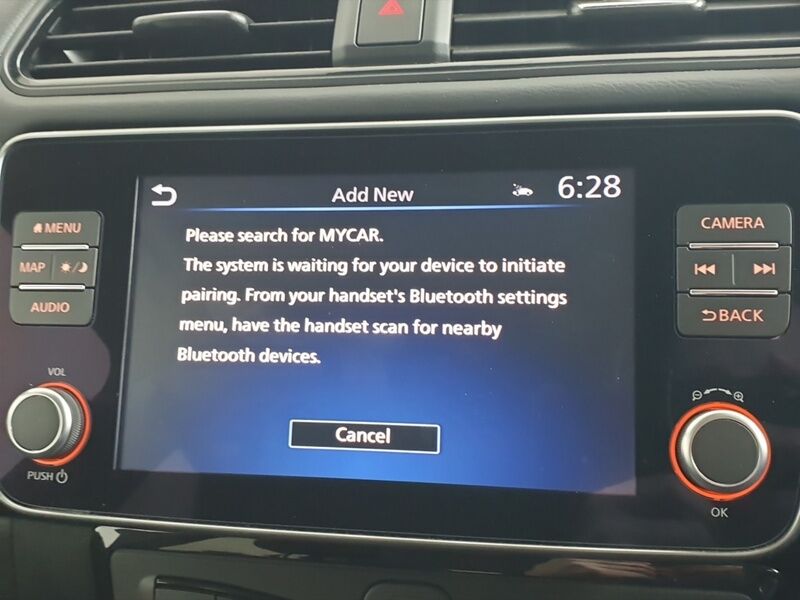 Add New
6:28
MENU
MAP
AUDIO
VOL
PUSH
Please search for MYCAR.
The system is waiting for your device to initiate
pairing. From your handset's Bluetooth settings
menu, have the handset scan for nearby
Bluetooth devices.
Cancel
CAMERA
BACK
OK